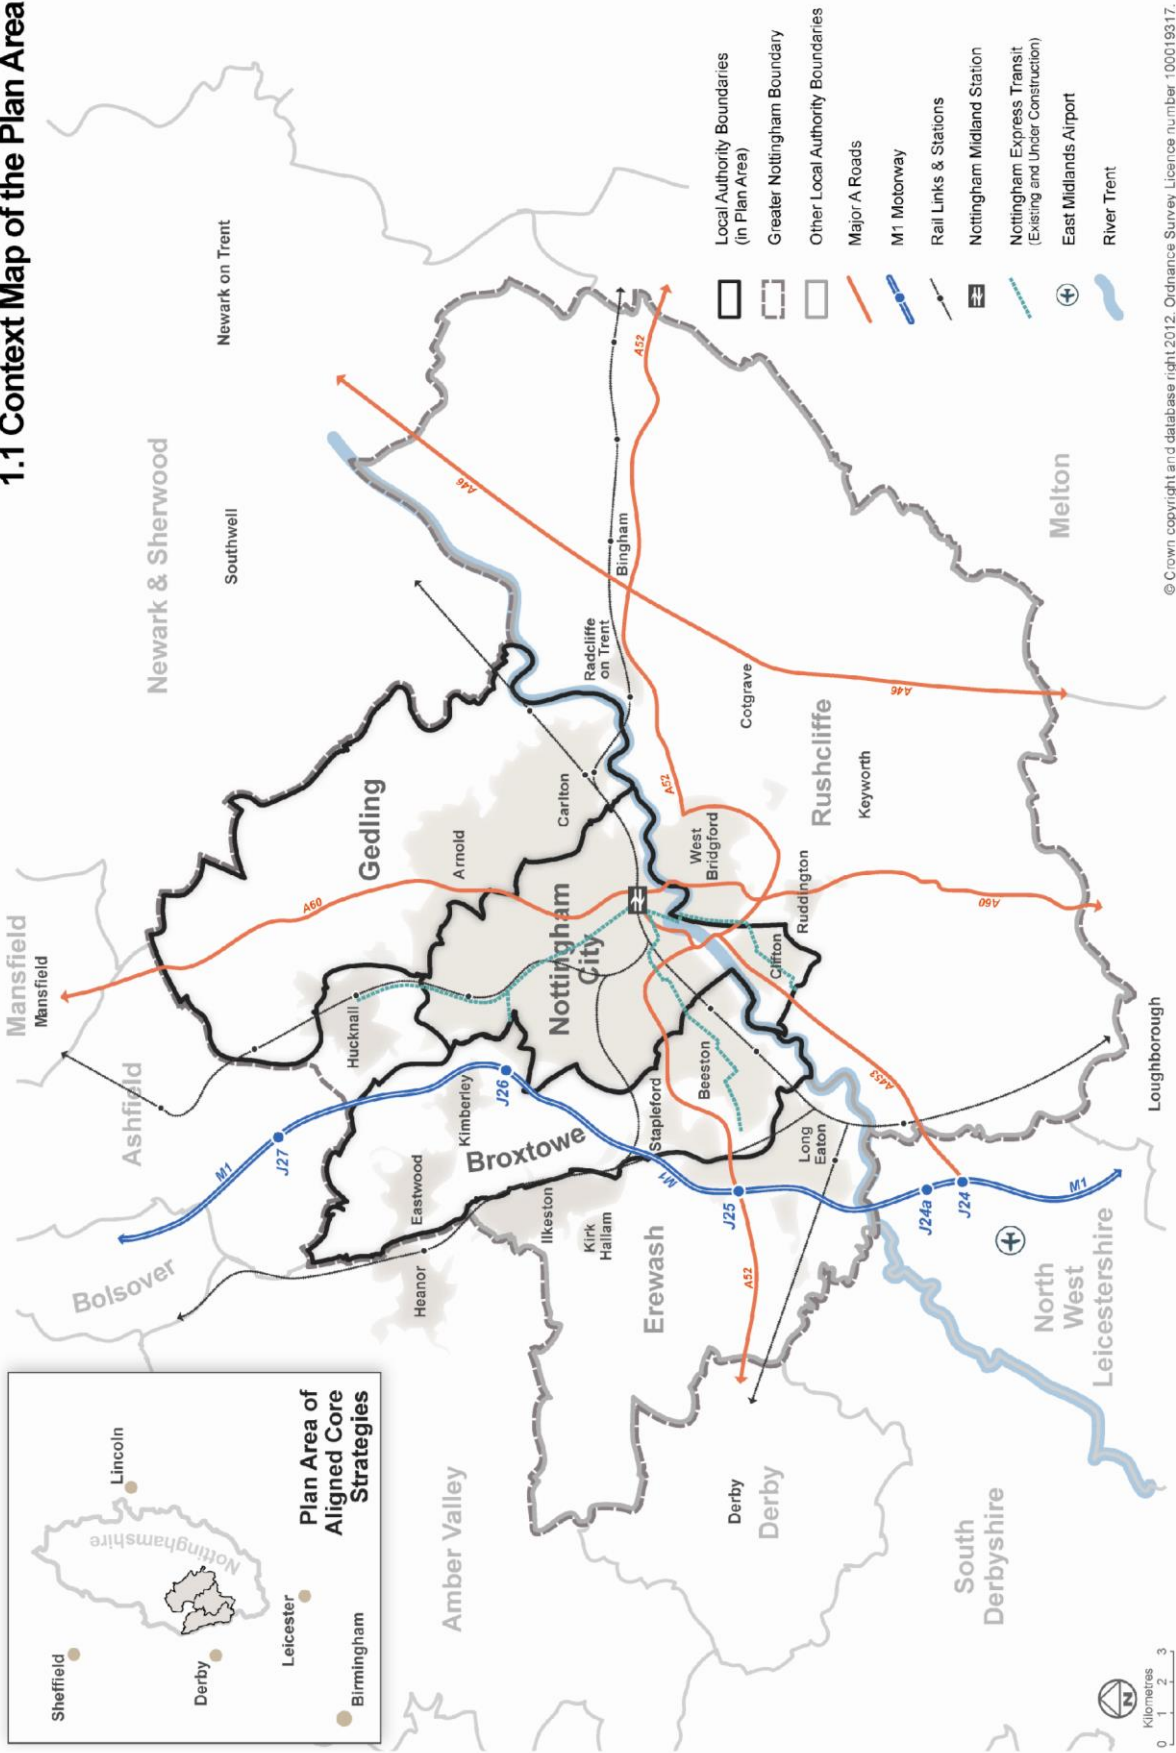 1.1 Context Map of the Plan Area
Sheffield
Lincoln
Nottinghamshire
Derby
Leicester
Birmingham
Plan Area of
Aligned Core
Strategies
Bolsover
Ashfield
Mansfield
Mansfield
Newark & Sherwood
Newark on Trent
Southwell
M1
J27
A60
Gedling
Hucknall
Arnold
Eastwood
Kimberley
J26
Heanor
Broxtowe
Amber Valley
Ilkeston
Kirk
Hallam
Erewash
Stapleford
M1
Nottingham
City
Carlton
Radcliffe
on Trent
Bingham
A46
A52
A52
Beeston
West
Bridgford
Cotgrave
J25
A52
Derby
Derby
Long
Eaton
Clifton
Ruddington
Rushcliffe
Keyworth
A46
A453
A60
J24a
J24
M1
South
Derbyshire
North
West
Leicestershire
Loughborough
Melton
Local Authority Boundaries
(in Plan Area)
Greater Nottingham Boundary
Other Local Authority Boundaries
Major A Roads
M1 Motorway
Rail Links & Stations
Nottingham Midland Station
Nottingham Express Transit
(Existing and Under Construction)
East Midlands Airport
River Trent
N
Kilometres
0 1 2 3
© Crown copyright and database right 2012. Ordnance Survey Licence number 100019317.